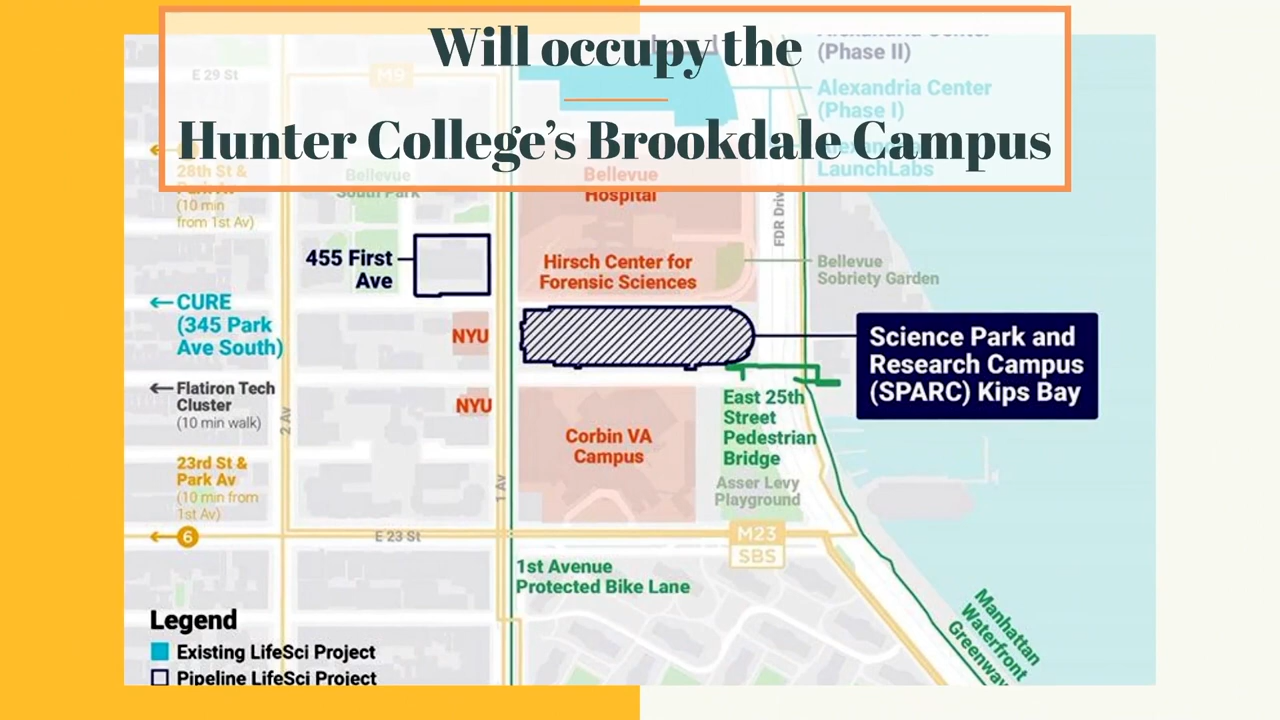 Will occupy the
Hunter College's Brookdale Campus
(Phase II)
Alexandria Center
(Phase I)
LaunchLabs
E 29 St
M9
28th St &
(10 min
from 1st Av)
Bellevue
South Park
Bellevue
Hospital
FDR Drive
455 First
Ave
Hirsch Center for
Forensic Sciences
Bellevue
Sobriety Garden
CURE
(345 Park
Ave South)
NYU
Science Park and
Research Campus
(SPARC) Kips Bay
Flatiron Tech
Cluster
(10 min walk)
2 Av
NYU
East 25th
Street
Pedestrian
Bridge
Corbin VA
Campus
23rd St &
Park Av
(10 min from
1st Av)
1 Av
Asser Levy
Playground
6
E 23 St
M23
SBS
1st Avenue
Protected Bike Lane
Manhattan
Waterfront
Greenway
Legend
Existing LifeSci Project
Pipeline LifeSci Project